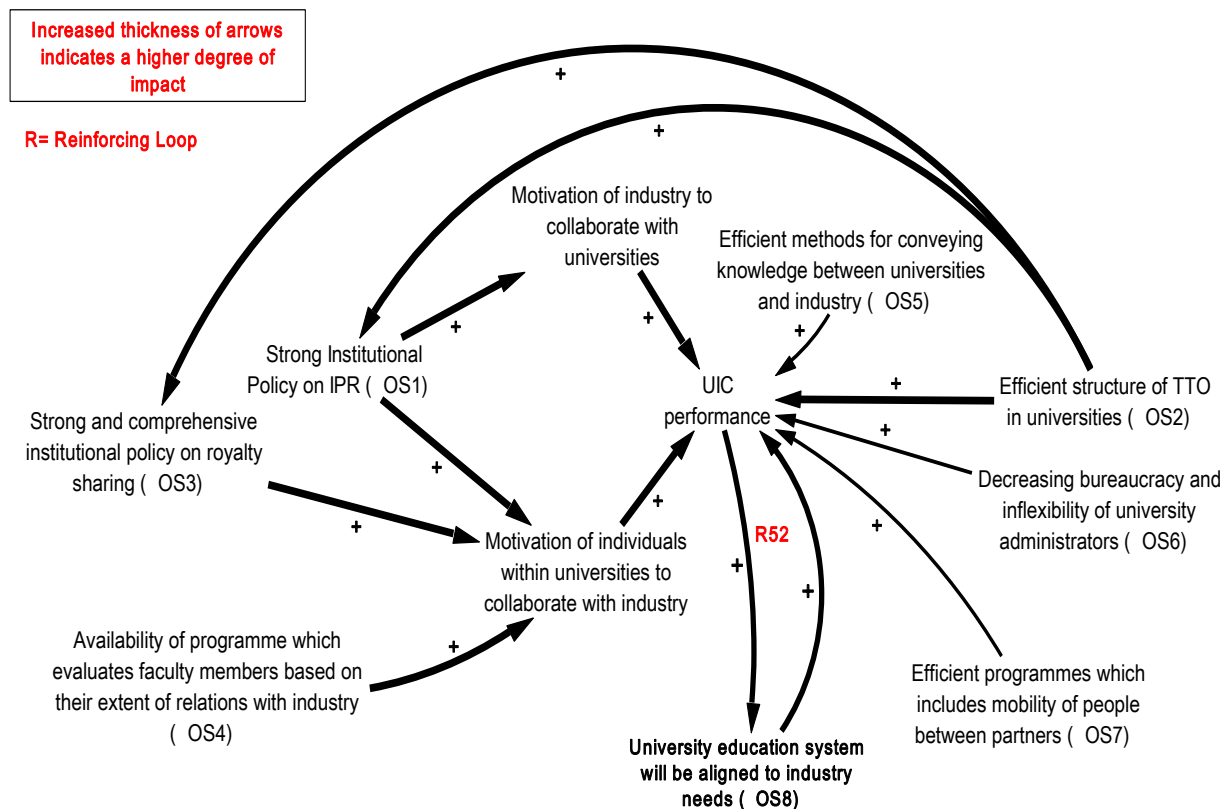 Increased thickness of arrows
indicates a higher degree of
impact
R= Reinforcing Loop
+
+
Motivation of industry to
collaborate with
universities
Efficient methods for conveying
knowledge between universities
and industry ( OS5)
+
+
+
Strong Institutional
Policy on IPR ( OS1)
UIC
performance
+
Efficient structure of TTO
in universities ( OS2)
Strong and comprehensive
institutional policy on royalty
sharing ( OS3)
+
+
Decreasing bureaucracy and
inflexibility of university
administrators ( OS6)
+
+
+
Motivation of individuals
within universities to
collaborate with industry
R52
+
+
Availability of programme which
evaluates faculty members based on
their extent of relations with industry
( OS4)
+
Efficient programmes which
includes mobility of people
between partners ( OS7)
University education system
will be aligned to industry
needs ( OS8)